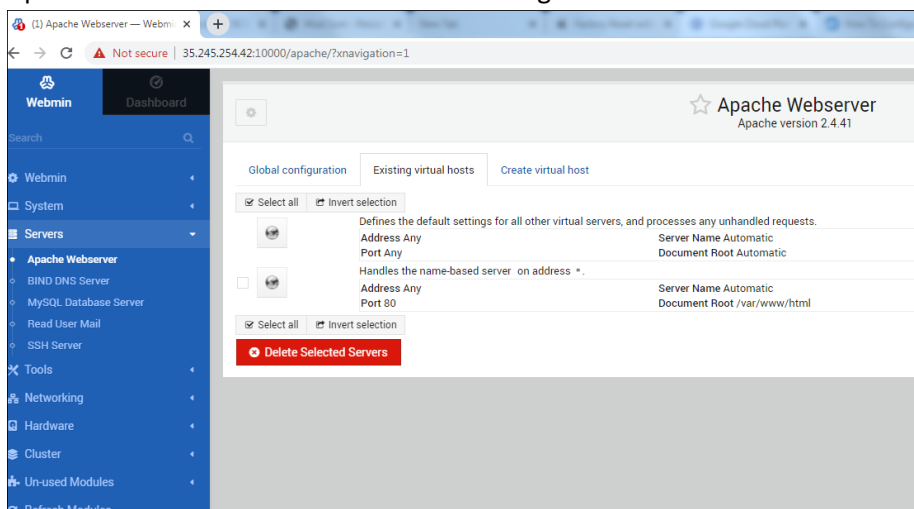 (1) Apache Webserver — Webmi
Not secure | 35.245.254.42:10000/apache/?xnavigation=1
Webmin
Dashboard
Search
Webmin
System
Servers
Apache Webserver
BIND DNS Server
MySQL Database Server
Read User Mail
SSH Server
Tools
Networking
Hardware
Cluster
Un-used Modules
Apache Webserver
Apache version 2.4.41
Global configuration Existing virtual hosts Create virtual host
Select all Invert selection
Defines the default settings for all other virtual servers, and processes any unhandled requests.
Address Any Server Name Automatic
Port Any Document Root Automatic
Handles the name-based server on address *.
Address Any Server Name Automatic
Port 80 Document Root /var/www/html
Select all Invert selection
Delete Selected Servers